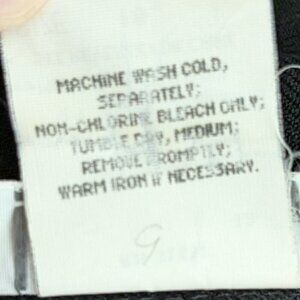 MACHINE WASH COLD,
SEPARATELY;
NON-CHLORINE BLEACH ONLY;
TUMBLE DRY, MEDIUM;
REMOVE PROMPTLY;
WARM IRON IF NECESSARY.